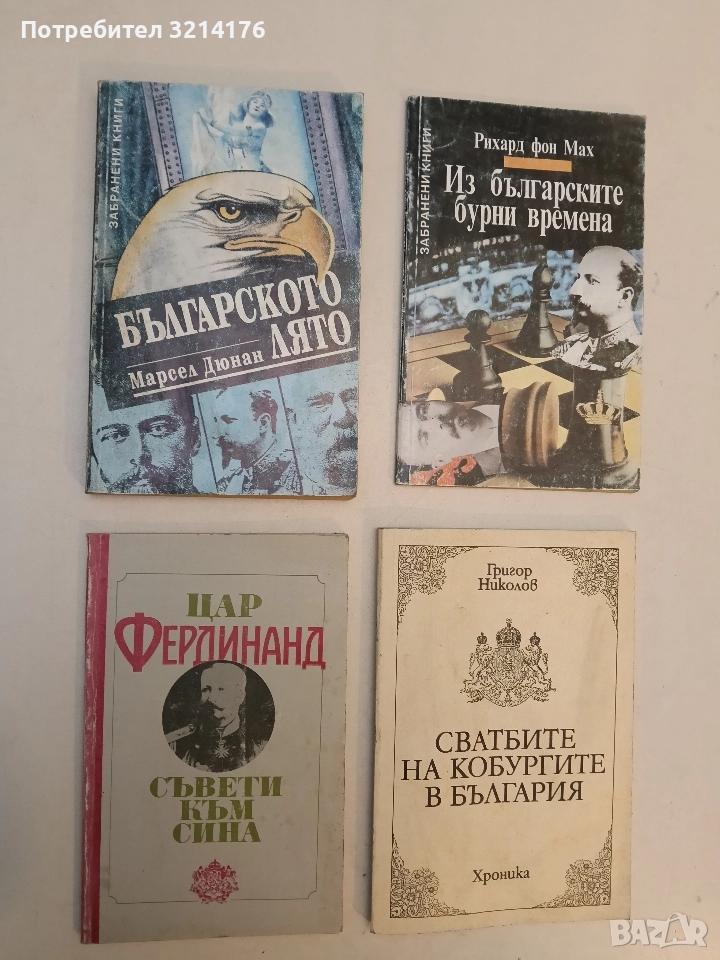 Потребител 3214176
ЗАБРАНЕНИ КНИГИ
БЪЛГАРСКОТО
ЛЯТО
Марсел Дюнан
ЗАБРАНЕНИ КНИГИ
Рихард фон Мах
Из българските
бурни времена
ЦАР
ФЕРДИНАНД
СЪВЕТИ
КЪМ
СИНА
Григор
Николов
СВАТБИТЕ
НА КОБУРГИТЕ
В БЪЛГАРИЯ
Хроника
BAZAR